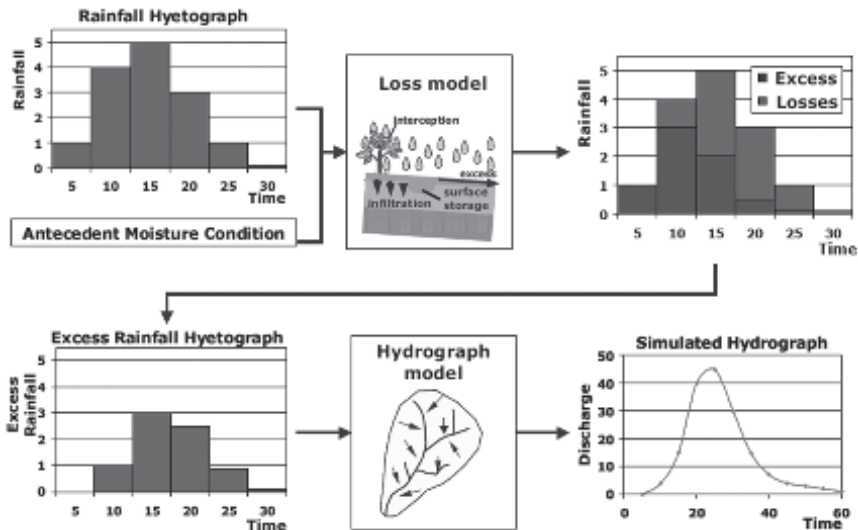 Rainfall Hyetograph
Rainfall
5
4
3
2
1
0
5 10 15 20 25 30
Time
Antecedent Moisture Condition
Loss model
interception
excess
infiltration
surface
storage
Rainfall
5
4
3
2
1
0
Excess
Losses
5 10 15 20 25 30
Time
Excess Rainfall Hyetograph
Excess
Rainfall
5
4
3
2
1
0
5 10 15 20 25 30
Time
Hydrograph
model
Simulated Hydrograph
Discharge
50
40
30
20
10
0
0 20 40 60
Time